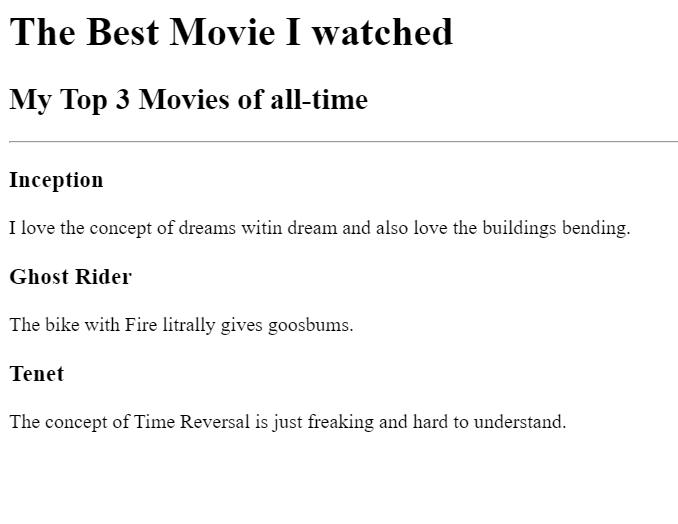 The Best Movie I watched
My Top 3 Movies of all-time
Inception
I love the concept of dreams witin dream and also love the buildings bending.
Ghost Rider
The bike with Fire litrally gives goosbums.
Tenet
The concept of Time Reversal is just freaking and hard to understand.